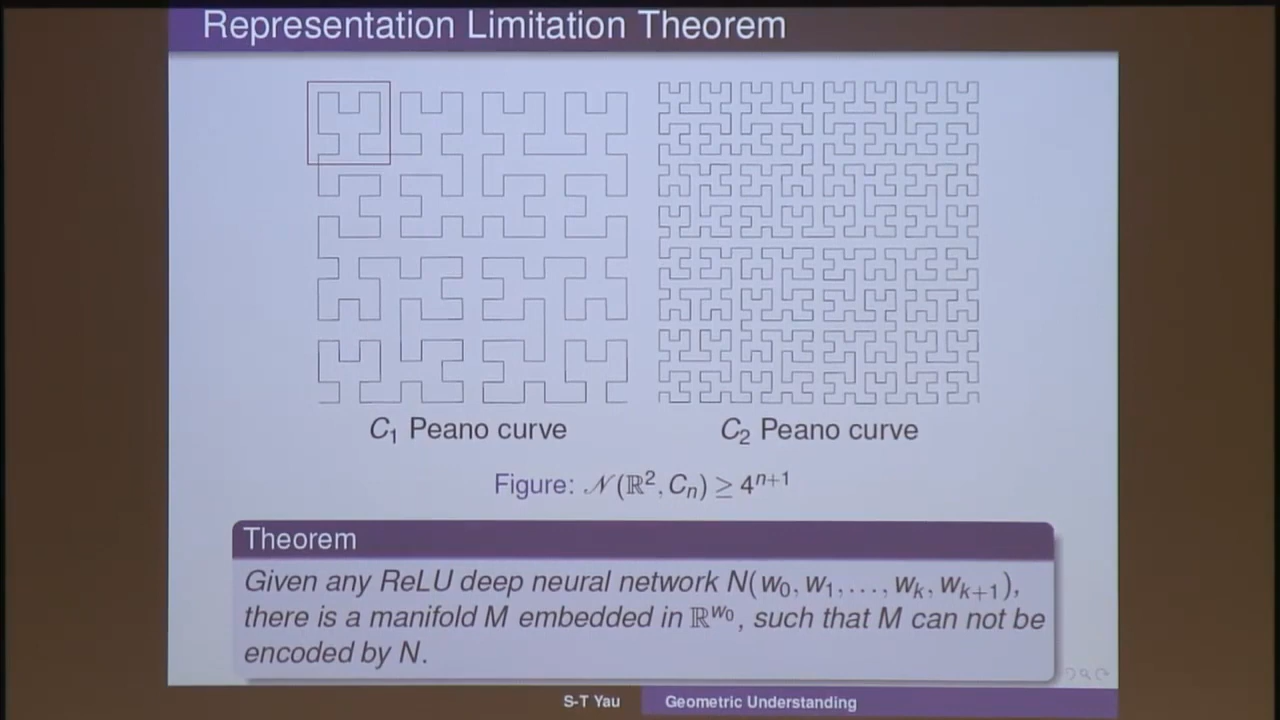 Representation Limitation Theorem
C₁ Peano curve
C₂ Peano curve
Figure: 𝒩(ℝ², Cₙ) ≥ 4ⁿ⁺¹
Theorem
Given any ReLU deep neural network N(w₀, w₁, …, wₖ, wₖ₊₁),
there is a manifold M embedded in ℝʷ⁰, such that M can not be
encoded by N.
S-T Yau
Geometric Understanding